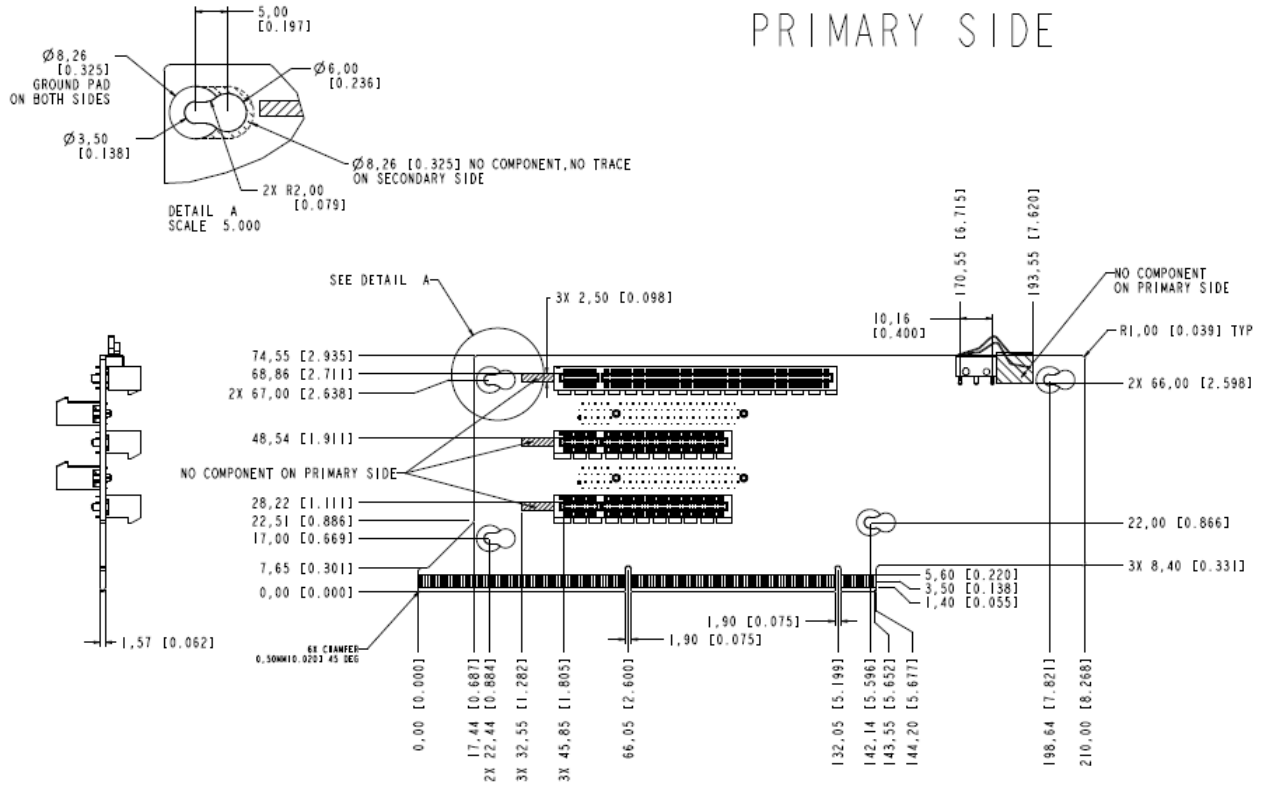 PRIMARY SIDE
5,00
[0.197]
Ø8,26
[0.325]
GROUND PAD
ON BOTH SIDES
Ø6,00
[0.236]
Ø3,50
[0.138]
Ø8,26 [0.325] NO COMPONENT,NO TRACE
ON SECONDARY SIDE
2X R2,00
[0.079]
DETAIL A
SCALE 5.000
SEE DETAIL A
3X 2,50 [0.098]
170,55 [6.715]
193,55 [7.620]
NO COMPONENT
ON PRIMARY SIDE
10,16
[0.400]
R1,00 [0.039] TYP
74,55 [2.935]
68,86 [2.711]
2X 67,00 [2.638]
2X 66,00 [2.598]
48,54 [1.911]
NO COMPONENT ON PRIMARY SIDE
28,22 [1.111]
22,51 [0.886]
17,00 [0.669]
22,00 [0.866]
7,65 [0.301]
0,00 [0.000]
3X 8,40 [0.331]
5,60 [0.220]
3,50 [0.138]
1,40 [0.055]
1,90 [0.075]
1,90 [0.075]
1,57 [0.062]
6X CHAMFER
0,50MM[0.020] 45 DEG
0,00 [0.000]
17,44 [0.687]
2X 22,44 [0.884]
3X 32,55 [1.282]
3X 45,85 [1.805]
66,05 [2.600]
132,05 [5.199]
142,14 [5.596]
143,55 [5.652]
144,20 [5.677]
198,64 [7.821]
210,00 [8.268]